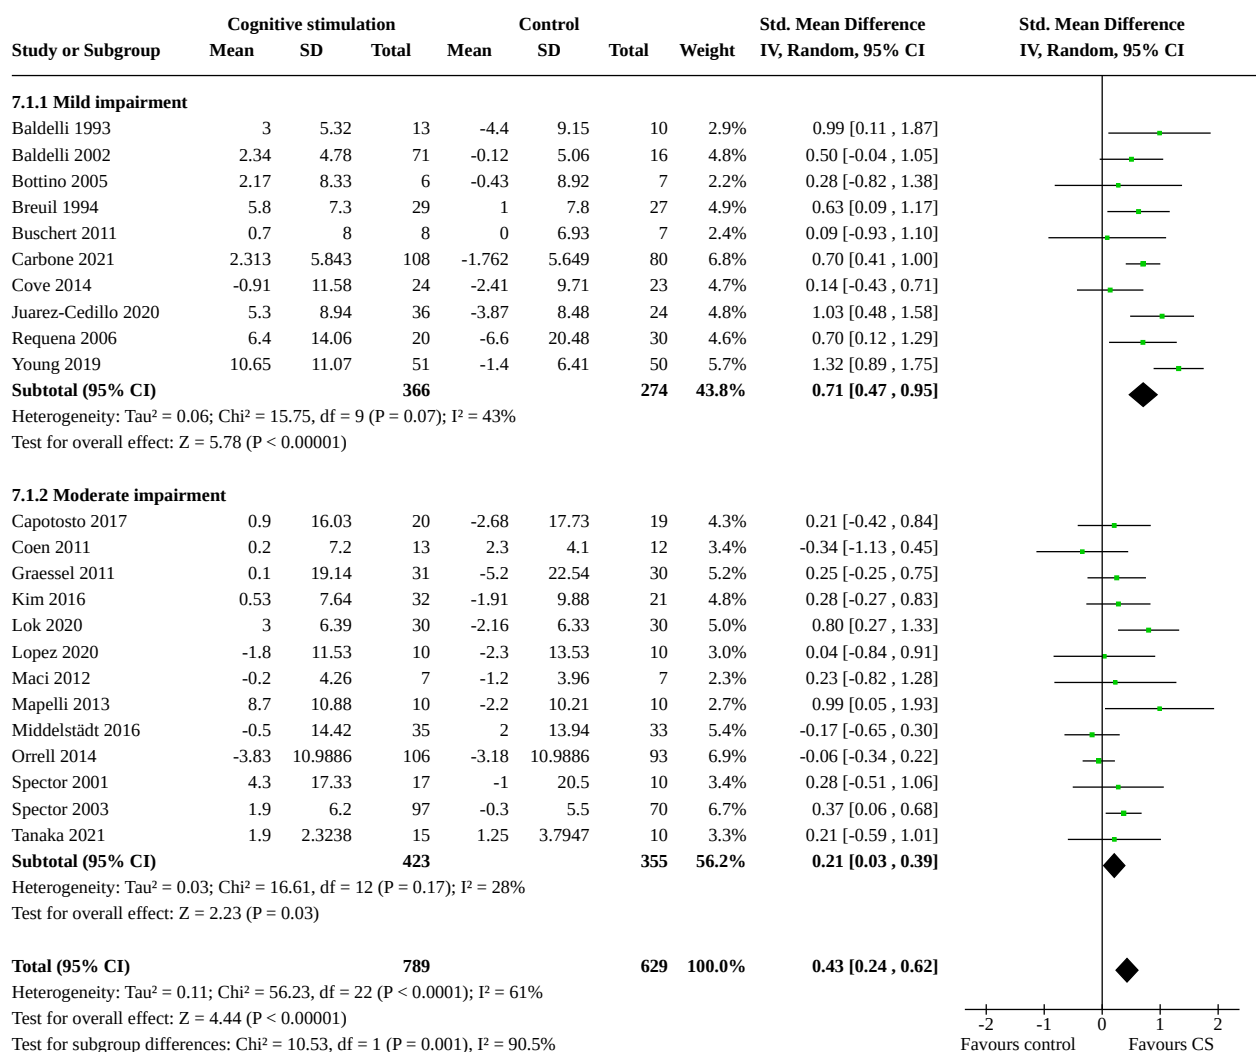 Cognitive stimulation Control Std. Mean Difference Std. Mean Difference
Study or Subgroup Mean SD Total Mean SD Total Weight IV, Random, 95% CI IV, Random, 95% CI
7.1.1 Mild impairment
Baldelli 1993 3 5.32 13 -4.4 9.15 10 2.9% 0.99 [0.11 , 1.87]
Baldelli 2002 2.34 4.78 71 -0.12 5.06 16 4.8% 0.50 [-0.04 , 1.05]
Bottino 2005 2.17 8.33 6 -0.43 8.92 7 2.2% 0.28 [-0.82 , 1.38]
Breuil 1994 5.8 7.3 29 1 7.8 27 4.9% 0.63 [0.09 , 1.17]
Buschert 2011 0.7 8 8 0 6.93 7 2.4% 0.09 [-0.93 , 1.10]
Carbone 2021 2.313 5.843 108 -1.762 5.649 80 6.8% 0.70 [0.41 , 1.00]
Cove 2014 -0.91 11.58 24 -2.41 9.71 23 4.7% 0.14 [-0.43 , 0.71]
Juarez-Cedillo 2020 5.3 8.94 36 -3.87 8.48 24 4.8% 1.03 [0.48 , 1.58]
Requena 2006 6.4 14.06 20 -6.6 20.48 30 4.6% 0.70 [0.12 , 1.29]
Young 2019 10.65 11.07 51 -1.4 6.41 50 5.7% 1.32 [0.89 , 1.75]
Subtotal (95% CI) 366 274 43.8% 0.71 [0.47 , 0.95]
Heterogeneity: Tau² = 0.06; Chi² = 15.75, df = 9 (P = 0.07); I² = 43%
Test for overall effect: Z = 5.78 (P < 0.00001)
7.1.2 Moderate impairment
Capotosto 2017 0.9 16.03 20 -2.68 17.73 19 4.3% 0.21 [-0.42 , 0.84]
Coen 2011 0.2 7.2 13 2.3 4.1 12 3.4% -0.34 [-1.13 , 0.45]
Graessel 2011 0.1 19.14 31 -5.2 22.54 30 5.2% 0.25 [-0.25 , 0.75]
Kim 2016 0.53 7.64 32 -1.91 9.88 21 4.8% 0.28 [-0.27 , 0.83]
Lok 2020 3 6.39 30 -2.16 6.33 30 5.0% 0.80 [0.27 , 1.33]
Lopez 2020 -1.8 11.53 10 -2.3 13.53 10 3.0% 0.04 [-0.84 , 0.91]
Maci 2012 -0.2 4.26 7 -1.2 3.96 7 2.3% 0.23 [-0.82 , 1.28]
Mapelli 2013 8.7 10.88 10 -2.2 10.21 10 2.7% 0.99 [0.05 , 1.93]
Middelstädt 2016 -0.5 14.42 35 2 13.94 33 5.4% -0.17 [-0.65 , 0.30]
Orrell 2014 -3.83 10.9886 106 -3.18 10.9886 93 6.9% -0.06 [-0.34 , 0.22]
Spector 2001 4.3 17.33 17 -1 20.5 10 3.4% 0.28 [-0.51 , 1.06]
Spector 2003 1.9 6.2 97 -0.3 5.5 70 6.7% 0.37 [0.06 , 0.68]
Tanaka 2021 1.9 2.3238 15 1.25 3.7947 10 3.3% 0.21 [-0.59 , 1.01]
Subtotal (95% CI) 423 355 56.2% 0.21 [0.03 , 0.39]
Heterogeneity: Tau² = 0.03; Chi² = 16.61, df = 12 (P = 0.17); I² = 28%
Test for overall effect: Z = 2.23 (P = 0.03)
Total (95% CI) 789 629 100.0% 0.43 [0.24 , 0.62]
Heterogeneity: Tau² = 0.11; Chi² = 56.23, df = 22 (P < 0.0001); I² = 61%
Test for overall effect: Z = 4.44 (P < 0.00001)
-2 -1 0 1 2
Test for subgroup differences: Chi² = 10.53, df = 1 (P = 0.001), I² = 90.5%
Favours control Favours CS